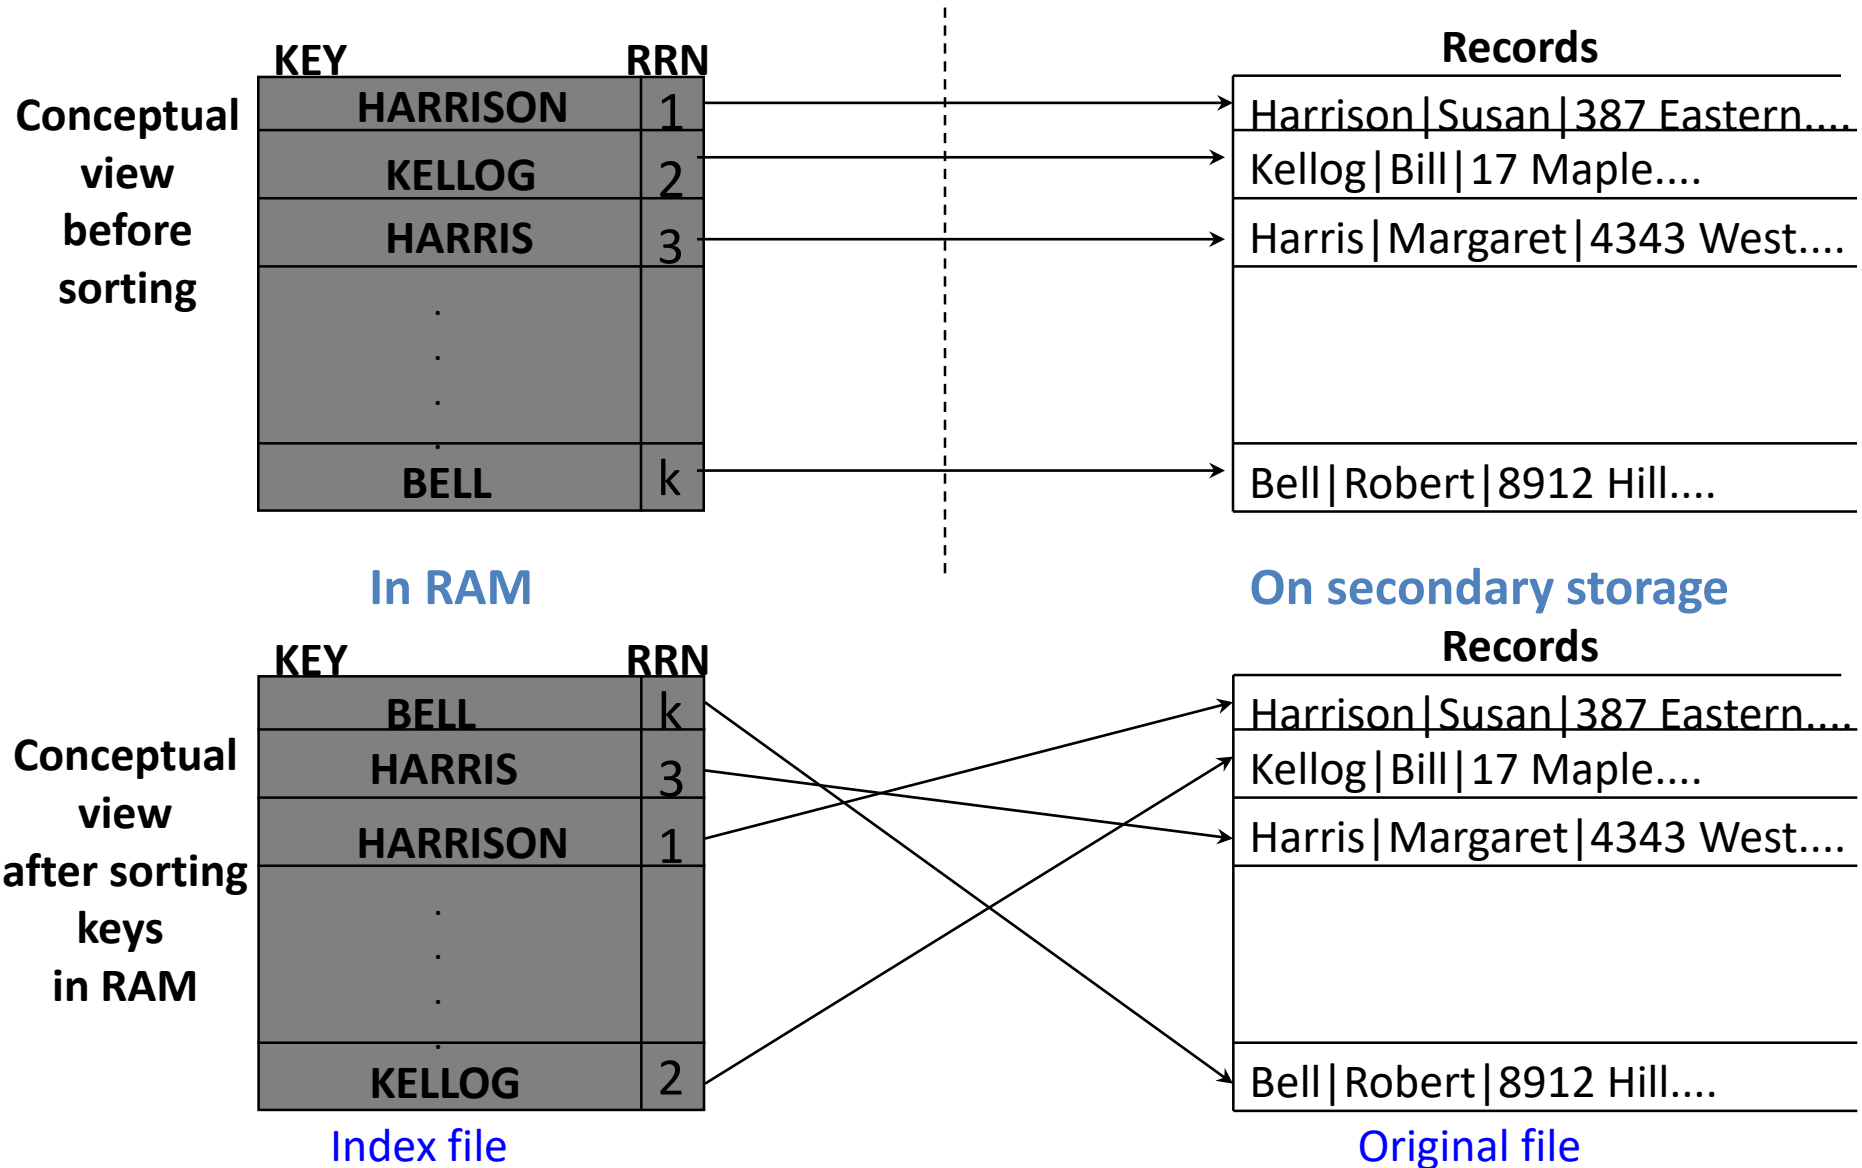 KEY RRN Records
Conceptual
view
before
sorting
HARRISON 1 Harrison|Susan|387 Eastern....
KELLOG 2 Kellog|Bill|17 Maple....
HARRIS 3 Harris|Margaret|4343 West....
.
.
.
.
BELL k Bell|Robert|8912 Hill....
In RAM On secondary storage
KEY RRN Records
Conceptual
view
after sorting
keys
in RAM
BELL k Harrison|Susan|387 Eastern....
HARRIS 3 Kellog|Bill|17 Maple....
HARRISON 1 Harris|Margaret|4343 West....
.
.
.
.
KELLOG 2 Bell|Robert|8912 Hill....
Index file Original file